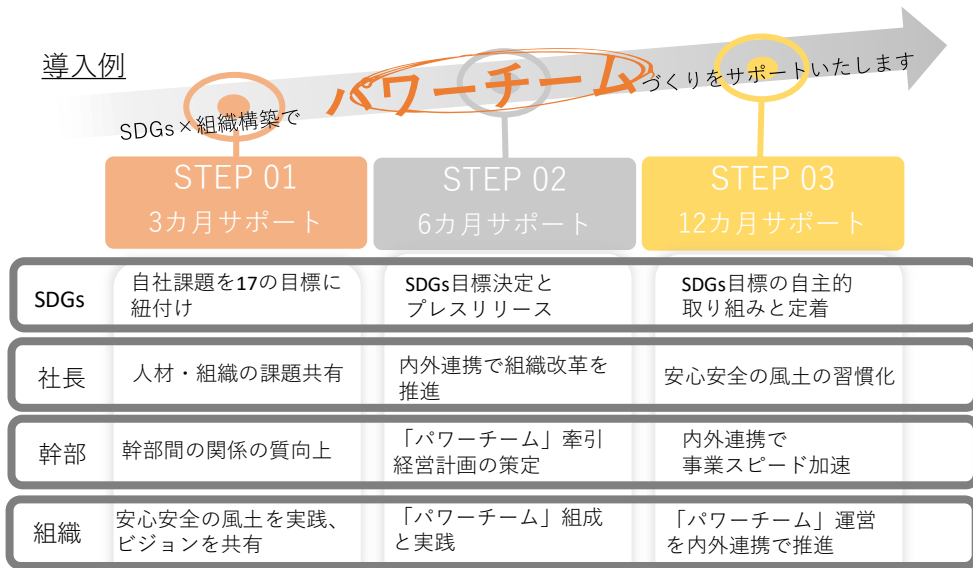 導入例
SDGs×組織構築で
パワーチーム
づくりをサポートいたします
STEP 01
3カ月サポート
STEP 02
6カ月サポート
STEP 03
12カ月サポート
SDGs
自社課題を17の目標に
紐付け
SDGs目標決定と
プレスリリース
SDGs目標の自主的
取り組みと定着
社長
人材・組織の課題共有
内外連携で組織改革を
推進
安心安全の風土の習慣化
幹部
幹部間の関係の質向上
「パワーチーム」牽引
経営計画の策定
内外連携で
事業スピード加速
組織
安心安全の風土を実践、
ビジョンを共有
「パワーチーム」組成
と実践
「パワーチーム」運営
を内外連携で推進